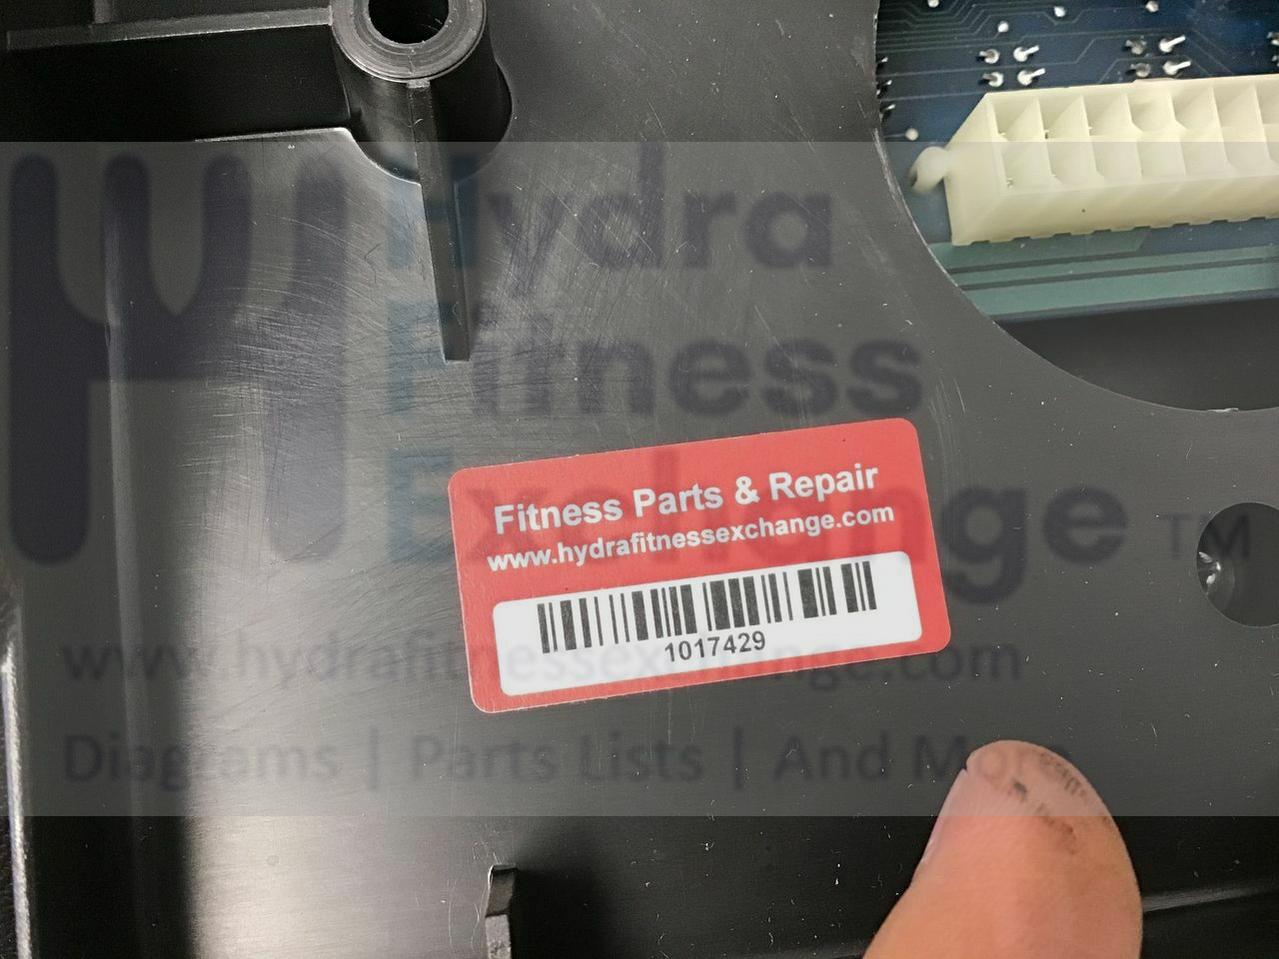 Hydra
Fitness
Exchange TM
www.hydrafitnessexchange.com
Diagrams | Parts Lists | And More
Fitness Parts & Repair
www.hydrafitnessexchange.com
1017429